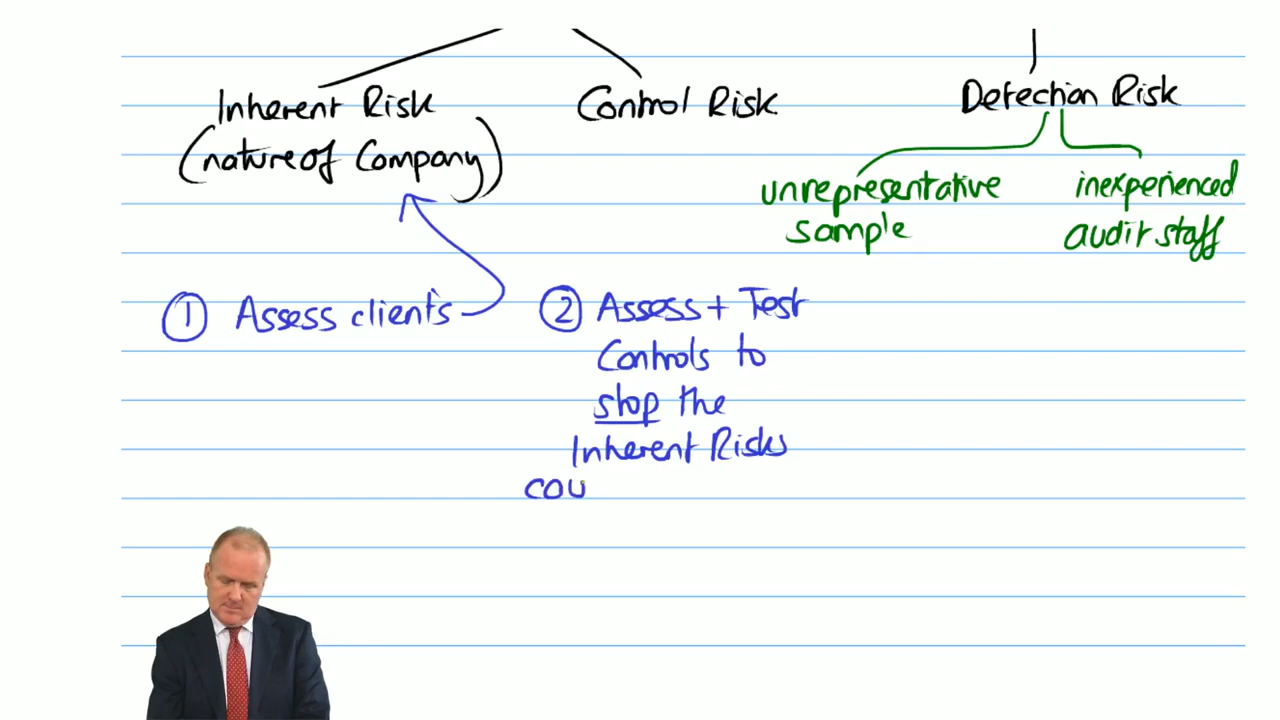 Inherent Risk
(nature of Company)
Control Risk
Detection Risk
unrepresentative
sample
inexperienced
audit staff
① Assess clients
② Assess + Test
Controls to
stop the
Inherent Risks
cou